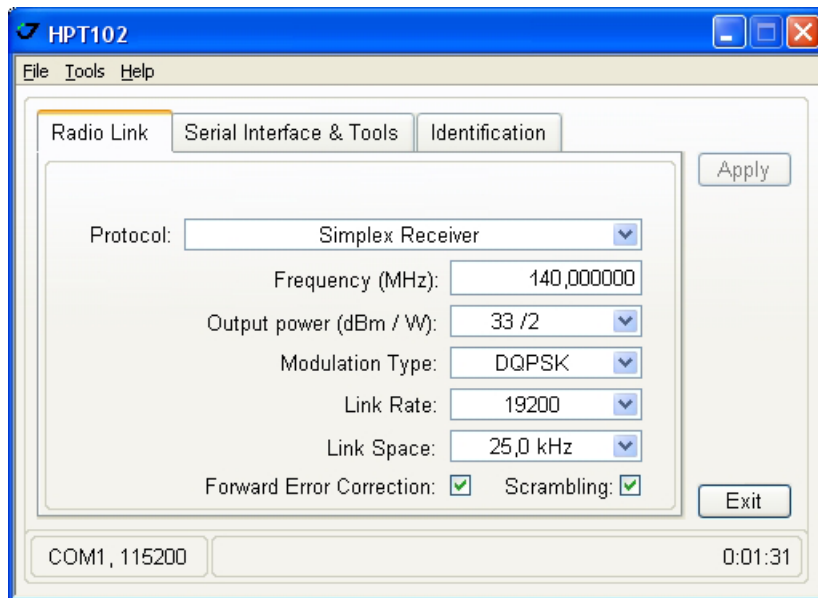 HPT102
File Tools Help
Radio Link Serial Interface & Tools Identification
Apply
Protocol: Simplex Receiver
Frequency (MHz): 140,000000
Output power (dBm / W): 33 /2
Modulation Type: DQPSK
Link Rate: 19200
Link Space: 25,0 kHz
Forward Error Correction: Scrambling:
Exit
COM1, 115200 0:01:31